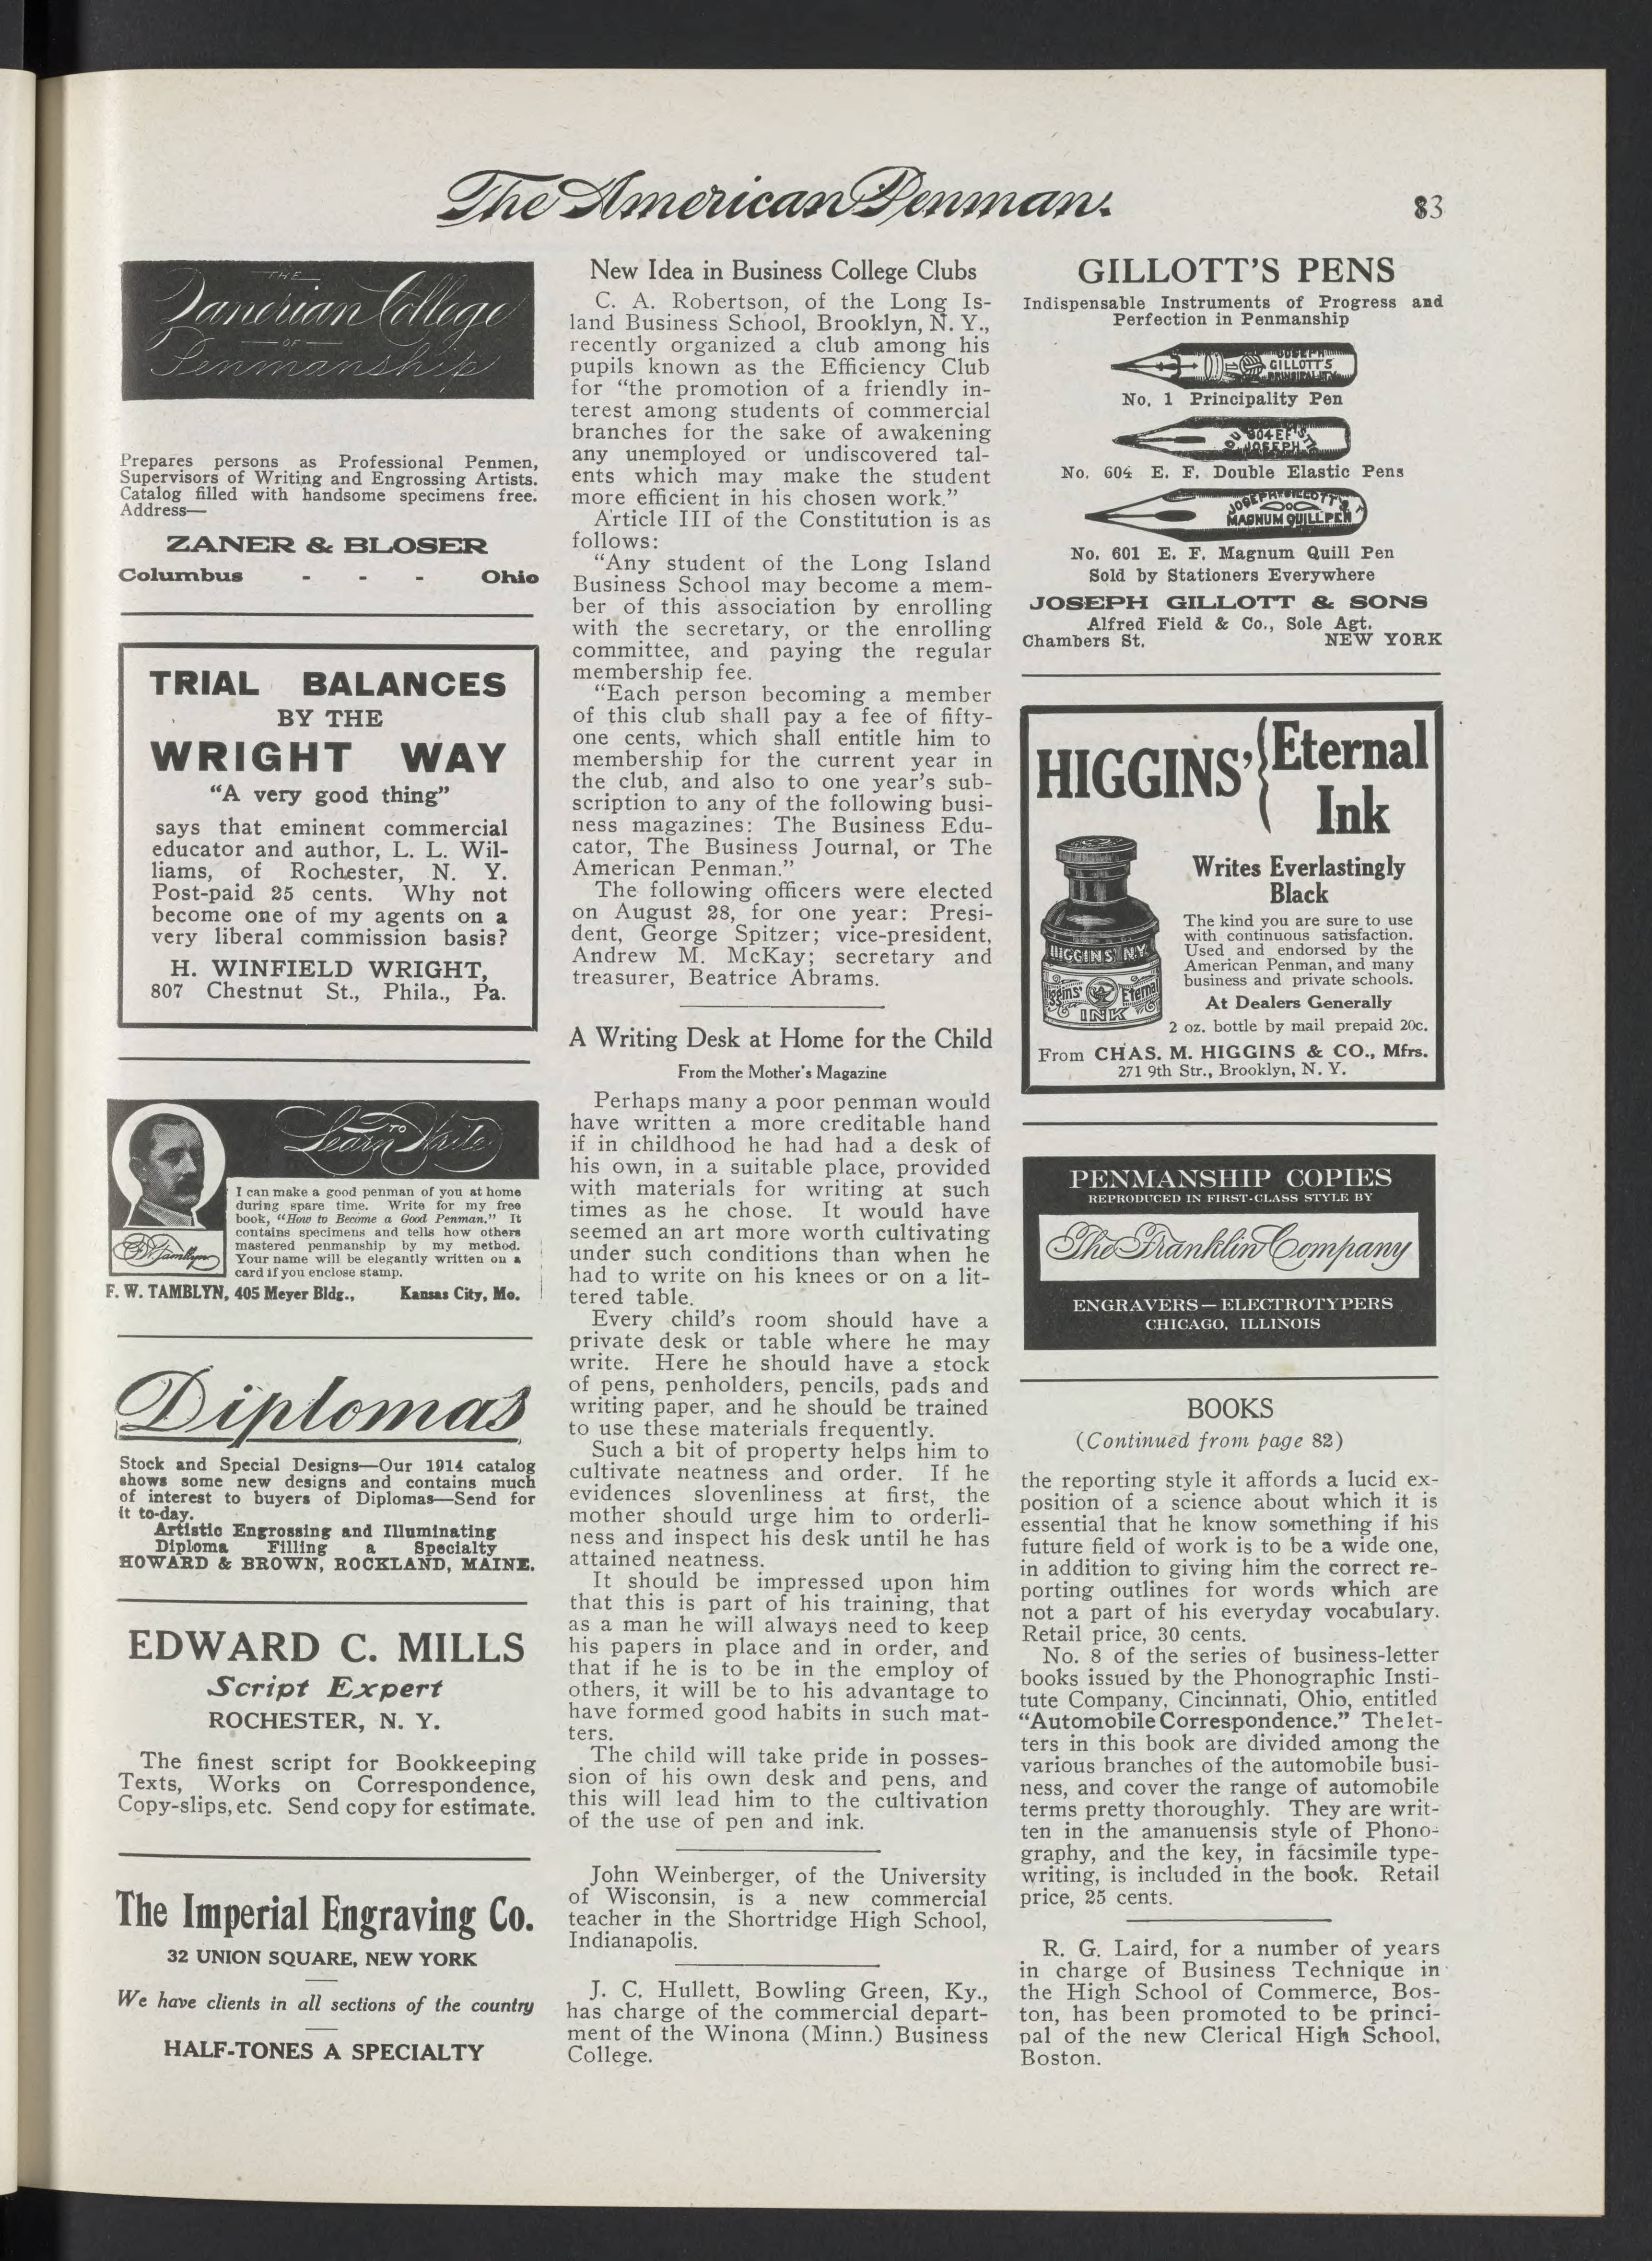 The American Penman.
83
THE
Zanerian College
OF
Penmanship
Prepares persons as Professional Penmen,
Supervisors of Writing and Engrossing Artists.
Catalog filled with handsome specimens free.
Address—
ZANER & BLOSER
Columbus - - - Ohio
TRIAL BALANCES
BY THE
WRIGHT WAY
“A very good thing”
says that eminent commercial
educator and author, L. L. Wil-
liams, of Rochester, N. Y.
Post-paid 25 cents. Why not
become one of my agents on a
very liberal commission basis?
H. WINFIELD WRIGHT,
807 Chestnut St., Phila., Pa.
Learn TO Write
I can make a good penman of you at home
during spare time. Write for my free
book, “How to Become a Good Penman.” It
contains specimens and tells how others
mastered penmanship by my method.
Your name will be elegantly written on a
card if you enclose stamp.
F. W. Tamblyn
F. W. TAMBLYN, 405 Meyer Bldg., Kansas City, Mo.
Diplomas
Stock and Special Designs—Our 1914 catalog
shows some new designs and contains much
of interest to buyers of Diplomas—Send for
it to-day.
Artistic Engrossing and Illuminating
Diploma Filling a Specialty
HOWARD & BROWN, ROCKLAND, MAINE.
EDWARD C. MILLS
Script Expert
ROCHESTER, N. Y.
The finest script for Bookkeeping
Texts, Works on Correspondence,
Copy-slips, etc. Send copy for estimate.
The Imperial Engraving Co.
32 UNION SQUARE, NEW YORK
We have clients in all sections of the country
HALF-TONES A SPECIALTY
New Idea in Business College Clubs
C. A. Robertson, of the Long Is-
land Business School, Brooklyn, N. Y.,
recently organized a club among his
pupils known as the Efficiency Club
for “the promotion of a friendly in-
terest among students of commercial
branches for the sake of awakening
any unemployed or undiscovered tal-
ents which may make the student
more efficient in his chosen work.”
Article III of the Constitution is as
follows:
“Any student of the Long Island
Business School may become a mem-
ber of this association by enrolling
with the secretary, or the enrolling
committee, and paying the regular
membership fee.
“Each person becoming a member
of this club shall pay a fee of fifty-
one cents, which shall entitle him to
membership for the current year in
the club, and also to one year’s sub-
scription to any of the following busi-
ness magazines: The Business Edu-
cator, The Business Journal, or The
American Penman.”
The following officers were elected
on August 28, for one year: Presi-
dent, George Spitzer; vice-president,
Andrew M. McKay; secretary and
treasurer, Beatrice Abrams.
A Writing Desk at Home for the Child
From the Mother’s Magazine
Perhaps many a poor penman would
have written a more creditable hand
if in childhood he had had a desk of
his own, in a suitable place, provided
with materials for writing at such
times as he chose. It would have
seemed an art more worth cultivating
under such conditions than when he
had to write on his knees or on a lit-
tered table.
Every child’s room should have a
private desk or table where he may
write. Here he should have a stock
of pens, penholders, pencils, pads and
writing paper, and he should be trained
to use these materials frequently.
Such a bit of property helps him to
cultivate neatness and order. If he
evidences slovenliness at first, the
mother should urge him to orderli-
ness and inspect his desk until he has
attained neatness.
It should be impressed upon him
that this is part of his training, that
as a man he will always need to keep
his papers in place and in order, and
that if he is to be in the employ of
others, it will be to his advantage to
have formed good habits in such mat-
ters.
The child will take pride in posses-
sion of his own desk and pens, and
this will lead him to the cultivation
of the use of pen and ink.
John Weinberger, of the University
of Wisconsin, is a new commercial
teacher in the Shortridge High School,
Indianapolis.
J. C. Hullett, Bowling Green, Ky.,
has charge of the commercial depart-
ment of the Winona (Minn.) Business
College.
GILLOTT’S PENS
Indispensable Instruments of Progress and
Perfection in Penmanship
JOSEPH
GILLOTT’S
PRINCIPALITY
No. 1 Principality Pen
604 EF
JOSEPH
No. 604 E. F. Double Elastic Pens
JOSEPH GILLOTT’S
MAGNUM QUILL PEN
No. 601 E. F. Magnum Quill Pen
Sold by Stationers Everywhere
JOSEPH GILLOTT & SONS
Alfred Field & Co., Sole Agt.
Chambers St. NEW YORK
HIGGINS’ Eternal
Ink
Writes Everlastingly
Black
The kind you are sure to use
with continuous satisfaction.
Used and endorsed by the
American Penman, and many
business and private schools.
At Dealers Generally
2 oz. bottle by mail prepaid 20c.
HIGGINS’ N.Y.
Higgins’ Eternal
INK
From CHAS. M. HIGGINS & CO., Mfrs.
271 9th Str., Brooklyn, N. Y.
PENMANSHIP COPIES
REPRODUCED IN FIRST-CLASS STYLE BY
The Franklin Company
ENGRAVERS—ELECTROTYPERS
CHICAGO, ILLINOIS
BOOKS
(Continued from page 82)
the reporting style it affords a lucid ex-
position of a science about which it is
essential that he know something if his
future field of work is to be a wide one,
in addition to giving him the correct re-
porting outlines for words which are
not a part of his everyday vocabulary.
Retail price, 30 cents.
No. 8 of the series of business-letter
books issued by the Phonographic Insti-
tute Company, Cincinnati, Ohio, entitled
“Automobile Correspondence.” The let-
ters in this book are divided among the
various branches of the automobile busi-
ness, and cover the range of automobile
terms pretty thoroughly. They are writ-
ten in the amanuensis style of Phono-
graphy, and the key, in facsimile type-
writing, is included in the book. Retail
price, 25 cents.
R. G. Laird, for a number of years
in charge of Business Technique in
the High School of Commerce, Bos-
ton, has been promoted to be princi-
pal of the new Clerical High School,
Boston.